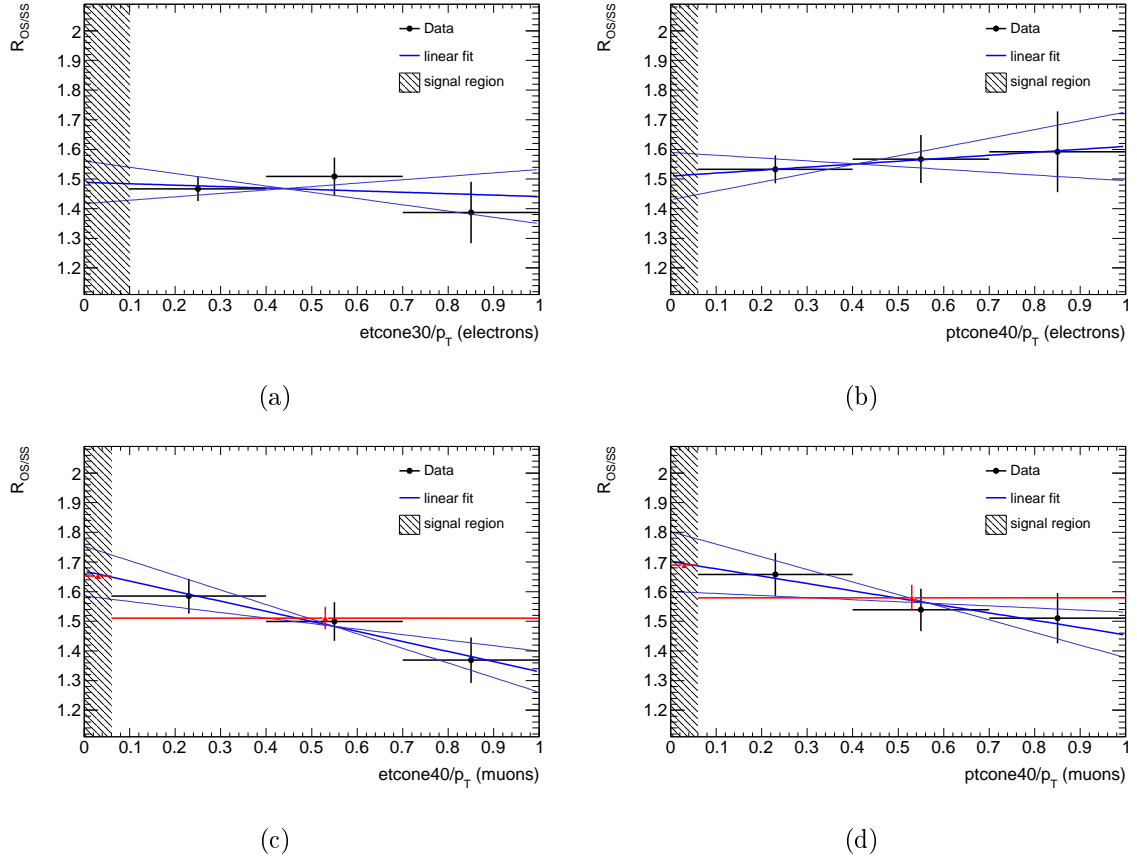 R_OS/SS
2
1.9
1.8
1.7
1.6
1.5
1.4
1.3
1.2
Data
linear fit
signal region
0 0.1 0.2 0.3 0.4 0.5 0.6 0.7 0.8 0.9 1
etcone30/p_T (electrons)
(a)
R_OS/SS
2
1.9
1.8
1.7
1.6
1.5
1.4
1.3
1.2
Data
linear fit
signal region
0 0.1 0.2 0.3 0.4 0.5 0.6 0.7 0.8 0.9 1
ptcone40/p_T (electrons)
(b)
R_OS/SS
2
1.9
1.8
1.7
1.6
1.5
1.4
1.3
1.2
Data
linear fit
signal region
0 0.1 0.2 0.3 0.4 0.5 0.6 0.7 0.8 0.9 1
etcone40/p_T (muons)
(c)
R_OS/SS
2
1.9
1.8
1.7
1.6
1.5
1.4
1.3
1.2
Data
linear fit
signal region
0 0.1 0.2 0.3 0.4 0.5 0.6 0.7 0.8 0.9 1
ptcone40/p_T (muons)
(d)